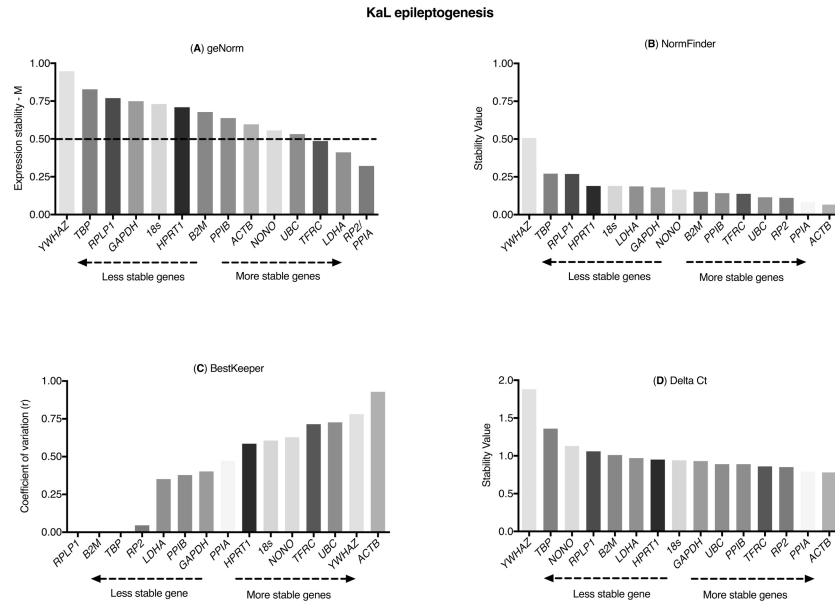 KaL epileptogenesis
(A) geNorm
Expression stability - M
1.00
0.75
0.50
0.25
0.00
YWHAZ
TBP
RPLP1
GAPDH
18s
HPRT1
B2M
PPIB
ACTB
NONO
UBC
TFRC
LDHA
RP2/
PPIA
Less stable genes
More stable genes
(B) NormFinder
Stability Value
1.00
0.75
0.50
0.25
0.00
YWHAZ
TBP
RPLP1
HPRT1
18s
LDHA
GAPDH
NONO
B2M
PPIB
TFRC
UBC
RP2
PPIA
ACTB
Less stable genes
More stable genes
(C) BestKeeper
Coefficient of variation (r)
1.00
0.75
0.50
0.25
0.00
RPLP1
B2M
TBP
RP2
LDHA
PPIB
GAPDH
PPIA
HPRT1
18s
NONO
TFRC
UBC
YWHAZ
ACTB
Less stable gene
More stable genes
(D) Delta Ct
Stability Value
2.0
1.5
1.0
0.5
0.0
YWHAZ
TBP
NONO
RPLP1
B2M
LDHA
HPRT1
18s
GAPDH
UBC
PPIB
TFRC
RP2
PPIA
ACTB
Less stable gene
More stable genes